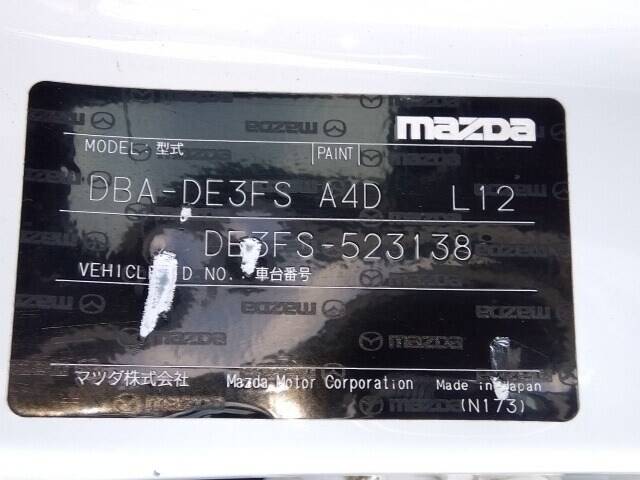 mazda
MODEL・型式 PAINT
DBA-DE3FS A4D L12
DE3FS-523138
VEHICLE ID NO.・車台番号
マツダ株式会社 Mazda Motor Corporation Made in Japan
(N173)